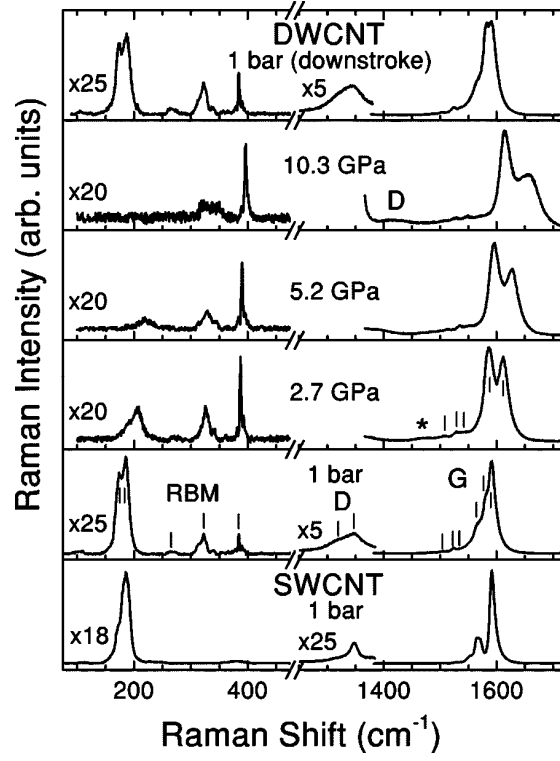 DWCNT
1 bar (downstroke)
x25
x5
10.3 GPa
x20
D
5.2 GPa
x20
2.7 GPa
x20
*
1 bar
RBM
D
G
x25
x5
SWCNT
1 bar
x18
x25
200
400
1400
1600
Raman Shift (cm⁻¹)
Raman Intensity (arb. units)